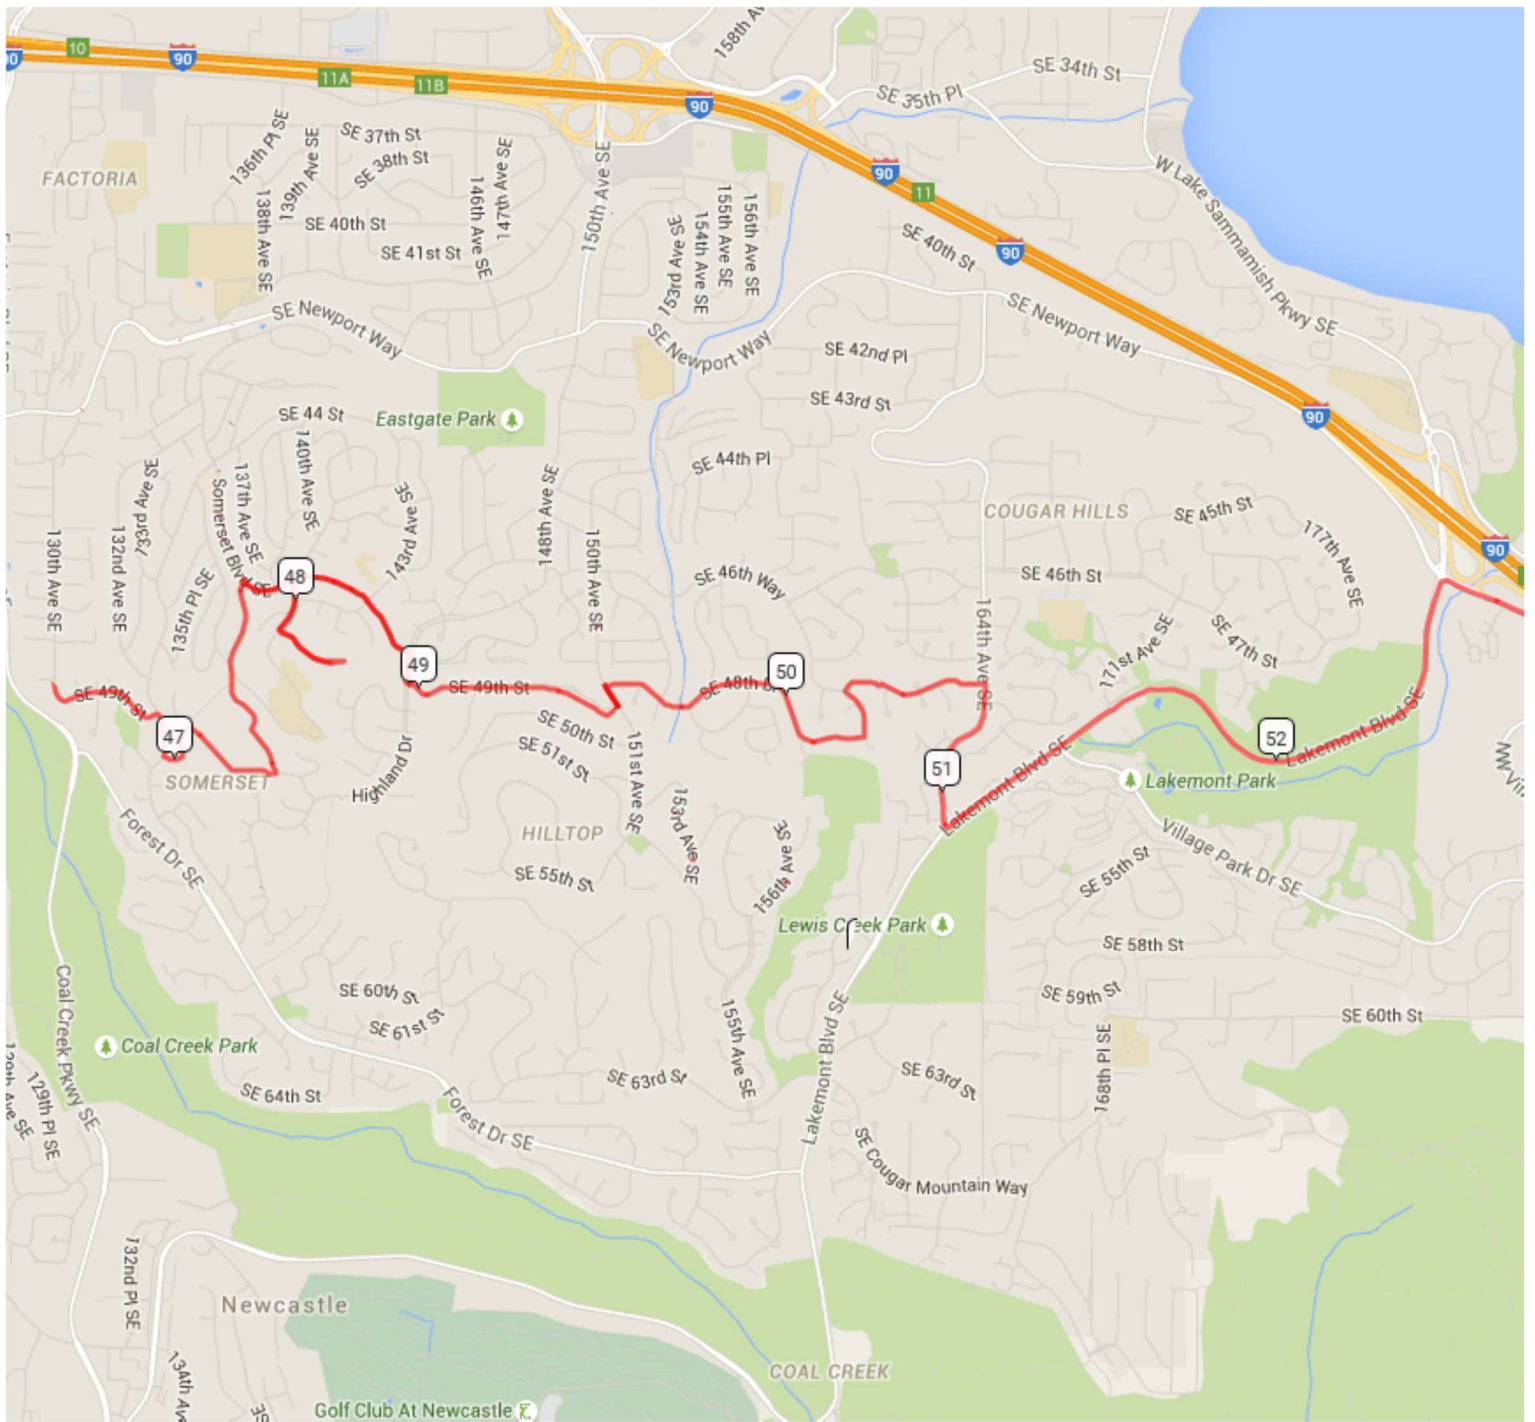 158th Av
10
90
90
11A
11B
90
SE 34th St
SE 35th Pl
136th Pl SE
139th Ave SE
SE 37th St
SE 38th St
147th Ave SE
150th Ave SE
FACTORIA
90
11
W Lake Sammamish Pkwy SE
138th Ave SE
SE 40th St
146th Ave SE
SE 41st St
153rd Ave SE
154th Ave SE
155th Ave SE
156th Ave SE
SE 40th St
90
SE Newport Way
SE Newport Way
SE Newport Way
SE 42nd Pl
SE 43rd St
90
SE 44 St
Eastgate Park
140th Ave SE
SE 44th Pl
133rd Ave SE
137th Ave SE
Somerset Blvd SE
143rd Ave SE
148th Ave SE
COUGAR HILLS
SE 45th St
177th Ave SE
90
130th Ave SE
132nd Ave SE
135th Pl SE
48
150th Ave SE
SE 46th Way
SE 46th St
164th Ave SE
171st Ave SE
SE 47th St
49
50
SE 49th St
SE 49th St
SE 48th
47
SE 50th St
SE 51st St
151st Ave SE
51
Lakemont Blvd SE
52
Lakemont Blvd SE
SOMERSET
Highland Dr
Lakemont Park
153rd Ave SE
HILLTOP
156th Ave SE
Forest Dr SE
Village Park Dr SE
SE 55th St
SE 55th St
Lewis Creek Park
SE 58th St
Coal Creek Pkwy SE
SE 60th St
SE 61st St
155th Ave SE
Lakemont Blvd SE
SE 59th St
SE 60th St
168th Pl SE
Coal Creek Park
129th Pl SE
SE 64th St
SE 63rd St
SE 63rd St
Forest Dr SE
SE Cougar Mountain Way
132nd Pl SE
Newcastle
134th Av
COAL CREEK
Golf Club At Newcastle